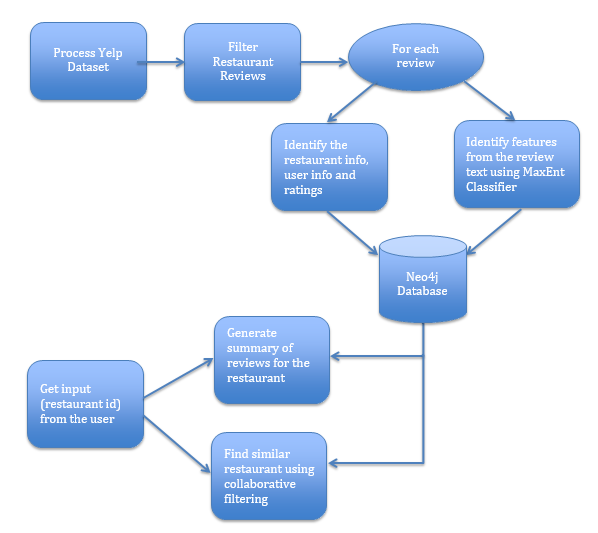 Process Yelp
Dataset
Filter
Restaurant
Reviews
For each
review
Identify the
restaurant info,
user info and
ratings
Identify features
from the review
text using MaxEnt
Classifier
Neo4j
Database
Generate
summary of
reviews for the
restaurant
Get input
(restaurant id)
from the user
Find similar
restaurant using
collaborative
filtering